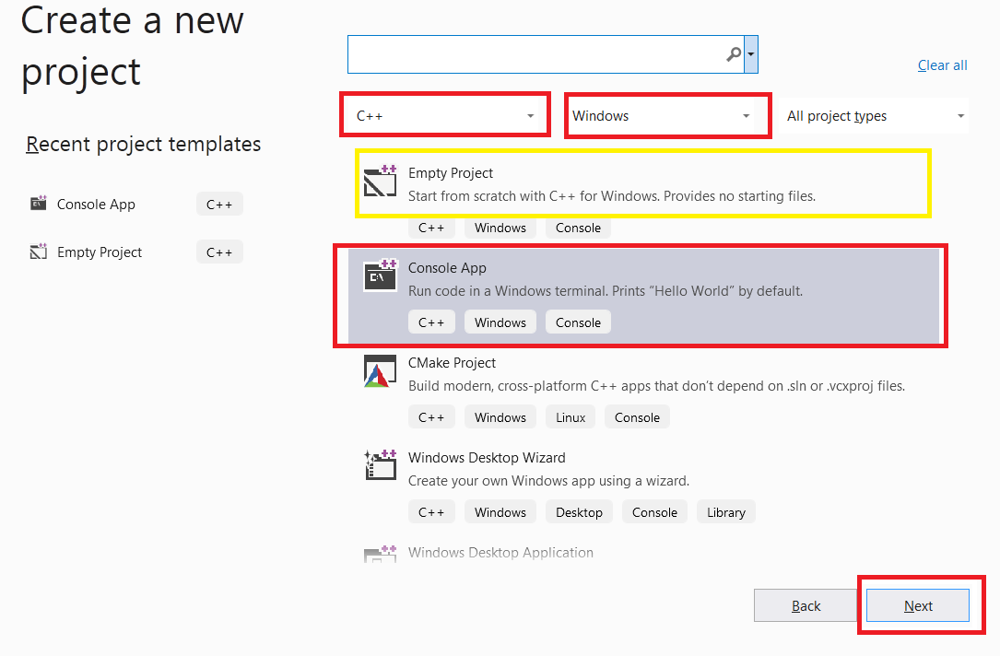 Create a new
project
Recent project templates
Console App C++
Empty Project C++
Clear all
C++ Windows All project types
Empty Project
Start from scratch with C++ for Windows. Provides no starting files.
C++ Windows Console
Console App
Run code in a Windows terminal. Prints “Hello World” by default.
C++ Windows Console
CMake Project
Build modern, cross-platform C++ apps that don’t depend on .sln or .vcxproj files.
C++ Windows Linux Console
Windows Desktop Wizard
Create your own Windows app using a wizard.
C++ Windows Desktop Console Library
Windows Desktop Application
Back Next